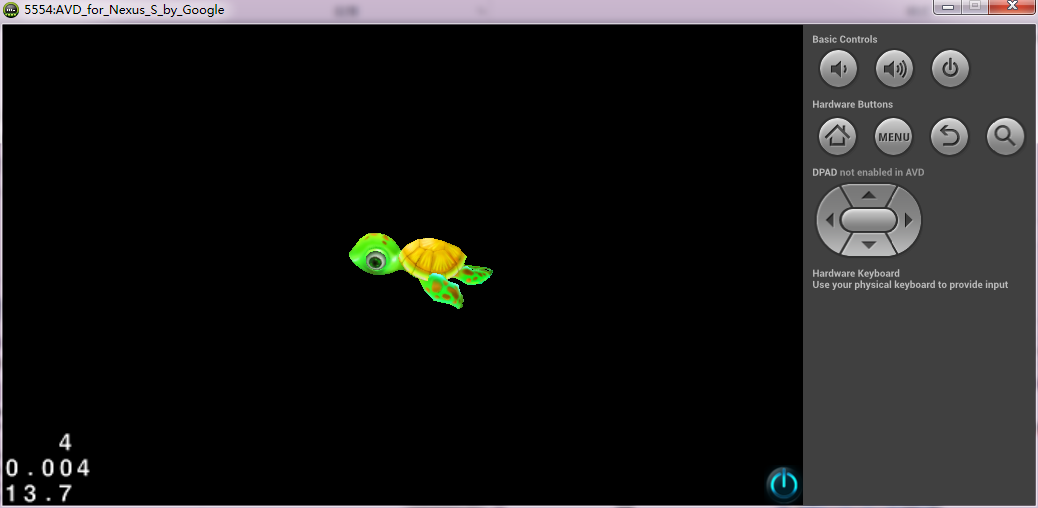 5554:AVD_for_Nexus_S_by_Google
Basic Controls
Hardware Buttons
MENU
DPAD not enabled in AVD
Hardware Keyboard
Use your physical keyboard to provide input
4
0.004
13.7